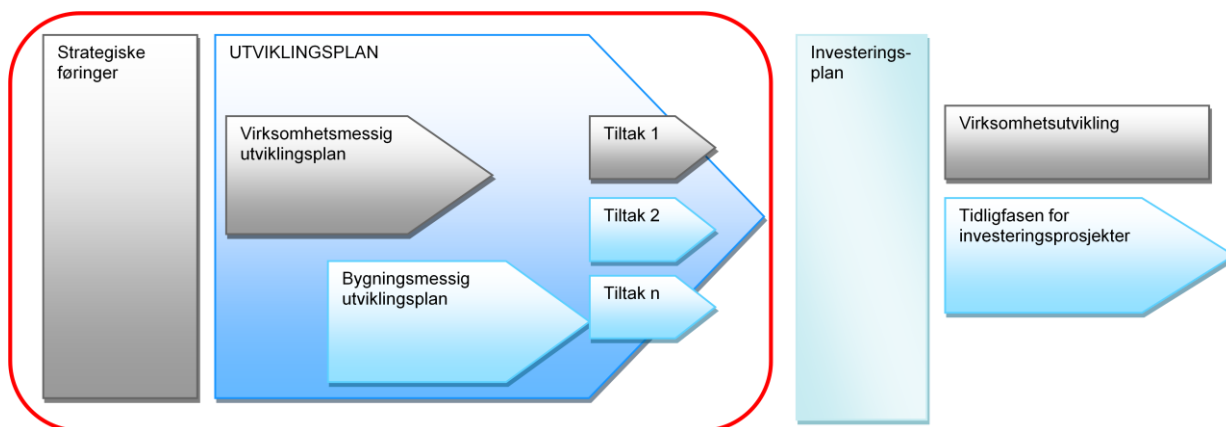 Strategiske
føringer
UTVIKLINGSPLAN
Virksomhetsmessig
utviklingsplan
Bygningsmessig
utviklingsplan
Tiltak 1
Tiltak 2
Tiltak n
Investerings-
plan
Virksomhetsutvikling
Tidligfasen for
investeringsprosjekter